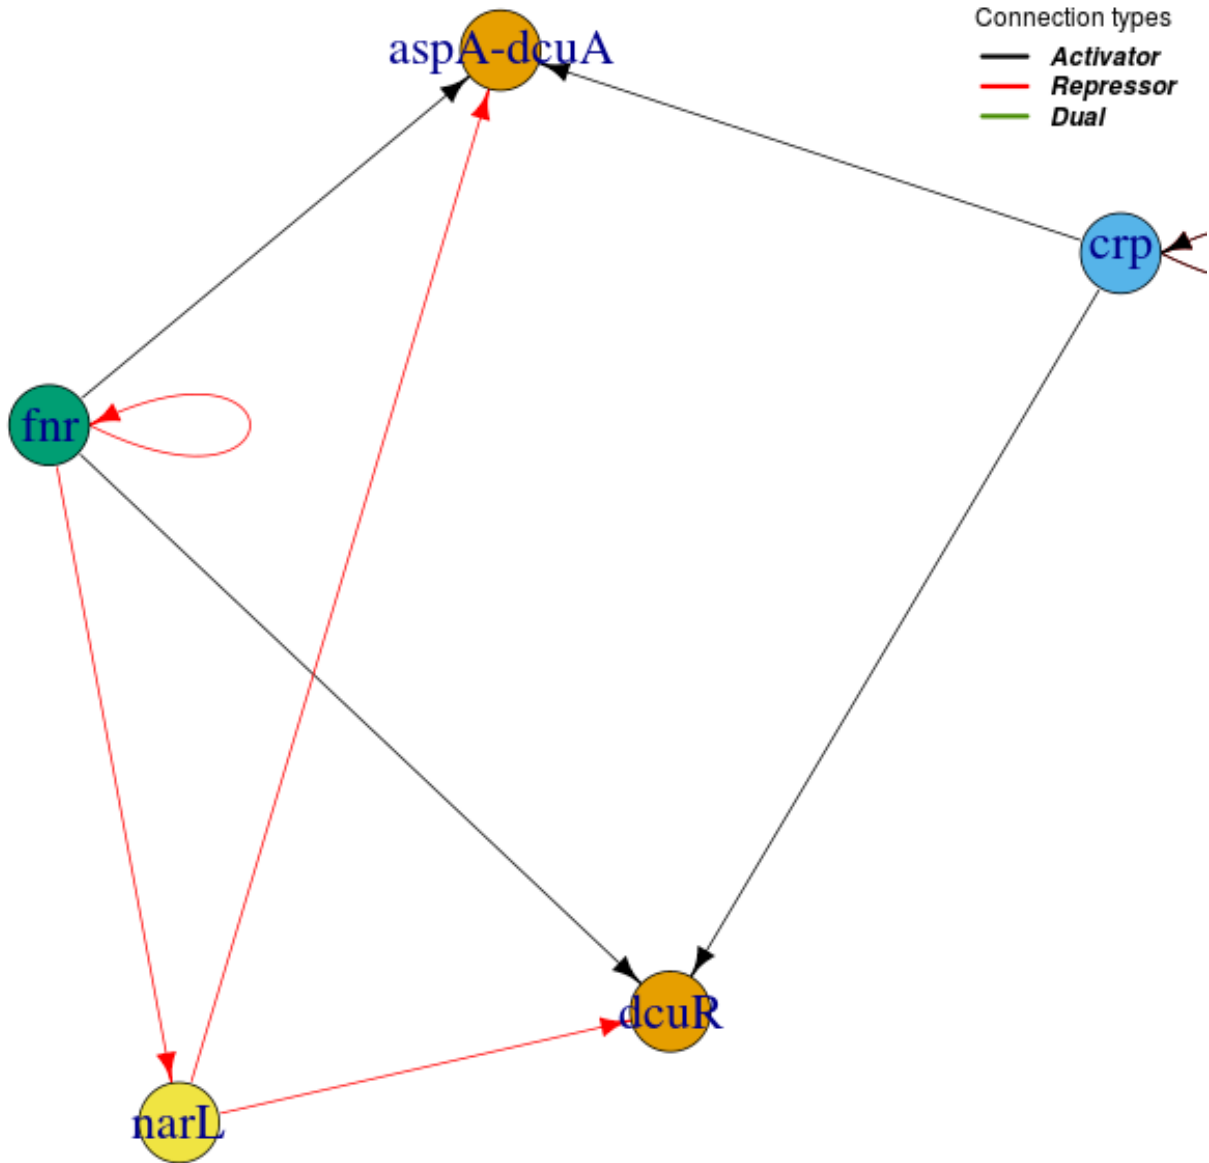 Connection types
Activator
Repressor
Dual
aspA-dcuA
crp
fnr
dcuR
narL